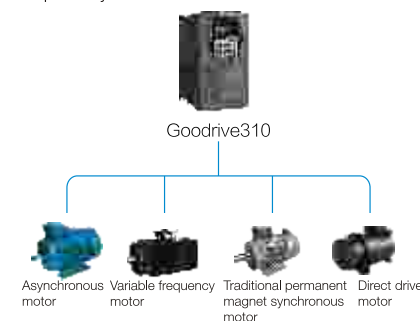 Goodrive310
Asynchronous motor
Variable frequency motor
Traditional permanent magnet synchronous motor
Direct drive motor